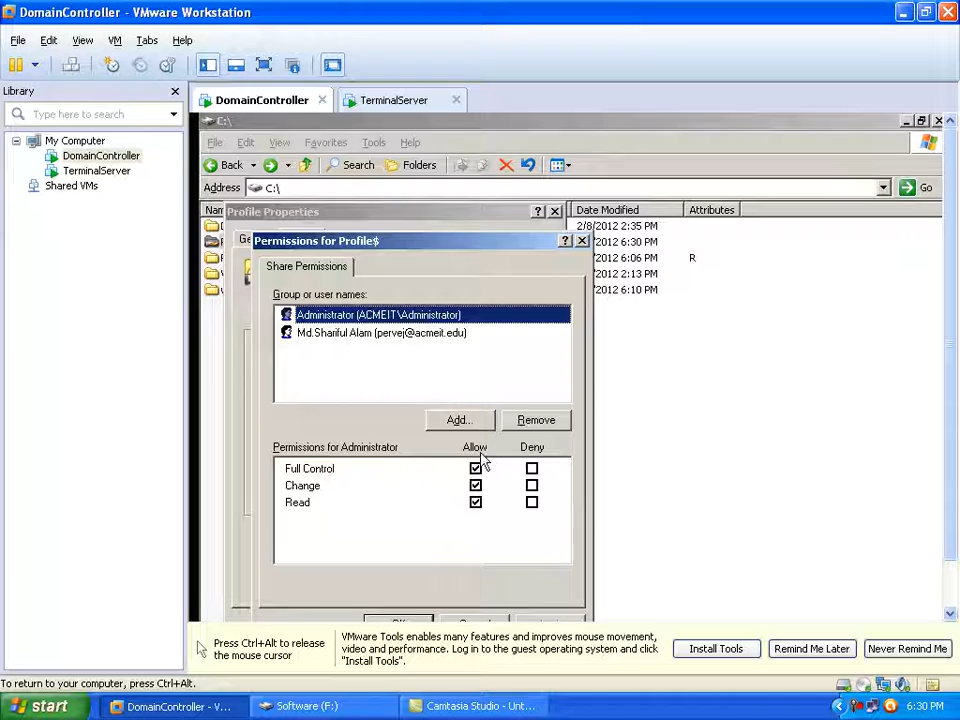 DomainController - VMware Workstation
File Edit View VM Tabs Help
Library
Type here to search
My Computer
DomainController
TerminalServer
Shared VMs
DomainController
TerminalServer
C:\
File Edit View Favorites Tools Help
Back Search Folders
Address C:\ Go
Date Modified Attributes
Profile Properties
2/8/2012 2:35 PM
/2012 6:30 PM
/2012 6:06 PM R
/2012 2:13 PM
/2012 6:10 PM
Permissions for Profile$
Share Permissions
Group or user names:
Administrator (ACMEIT\Administrator)
Md.Shariful Alam (pervej@acmeit.edu)
Add... Remove
Permissions for Administrator Allow Deny
Full Control
Change
Read
Press Ctrl+Alt to release
the mouse cursor
VMware Tools enables many features and improves mouse movement,
video and performance. Log in to the guest operating system and click
"Install Tools".
Install Tools Remind Me Later Never Remind Me
To return to your computer, press Ctrl+Alt.
start DomainController - V... Software (F:) Camtasia Studio - Unt... 6:30 PM